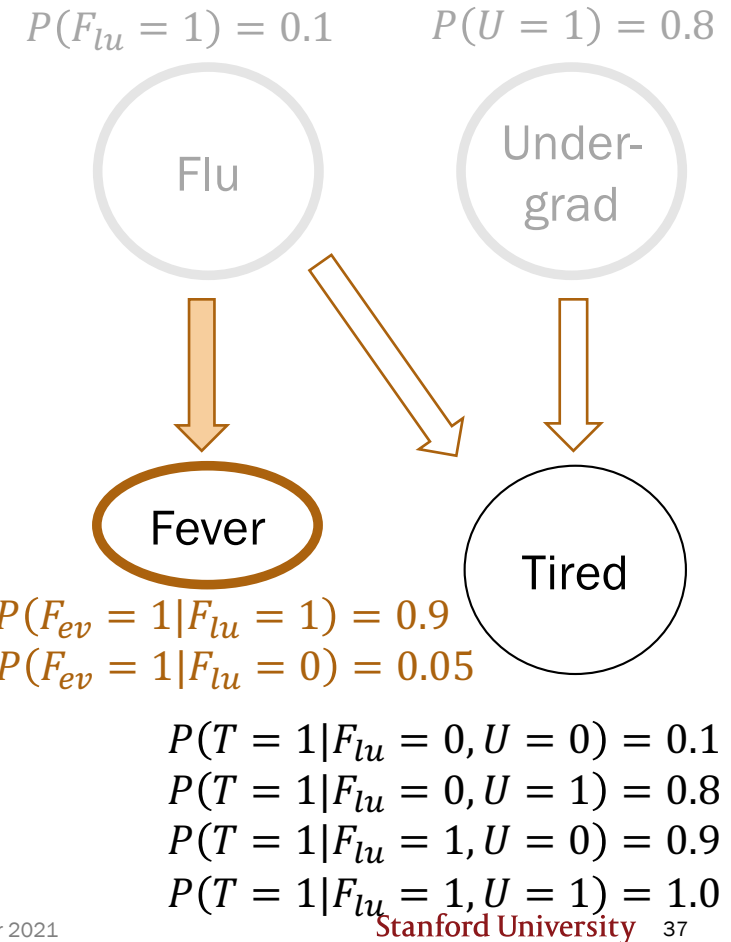 P(F_{lu} = 1) = 0.1
P(U = 1) = 0.8
Flu
Under-
grad
Fever
Tired
P(F_{ev} = 1|F_{lu} = 1) = 0.9
P(F_{ev} = 1|F_{lu} = 0) = 0.05
P(T = 1|F_{lu} = 0, U = 0) = 0.1
P(T = 1|F_{lu} = 0, U = 1) = 0.8
P(T = 1|F_{lu} = 1, U = 0) = 0.9
P(T = 1|F_{lu} = 1, U = 1) = 1.0
2021
Stanford University 37